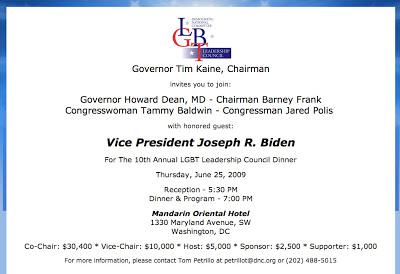 DEMOCRATIC
NATIONAL
COMMITTEE
LGBT
LEADERSHIP
COUNCIL
Governor Tim Kaine, Chairman
invites you to join:
Governor Howard Dean, MD - Chairman Barney Frank
Congresswoman Tammy Baldwin - Congressman Jared Polis
with honored guest:
Vice President Joseph R. Biden
For The 10th Annual LGBT Leadership Council Dinner
Thursday, June 25, 2009
Reception - 5:30 PM
Dinner & Program - 7:00 PM
Mandarin Oriental Hotel
1330 Maryland Avenue, SW
Washington, DC
Co-Chair: $30,400 * Vice-Chair: $10,000 * Host: $5,000 * Sponsor: $2,500 * Supporter: $1,000
For more information, please contact Tom Petrillo at petrillot@dnc.org or (202) 488-5015